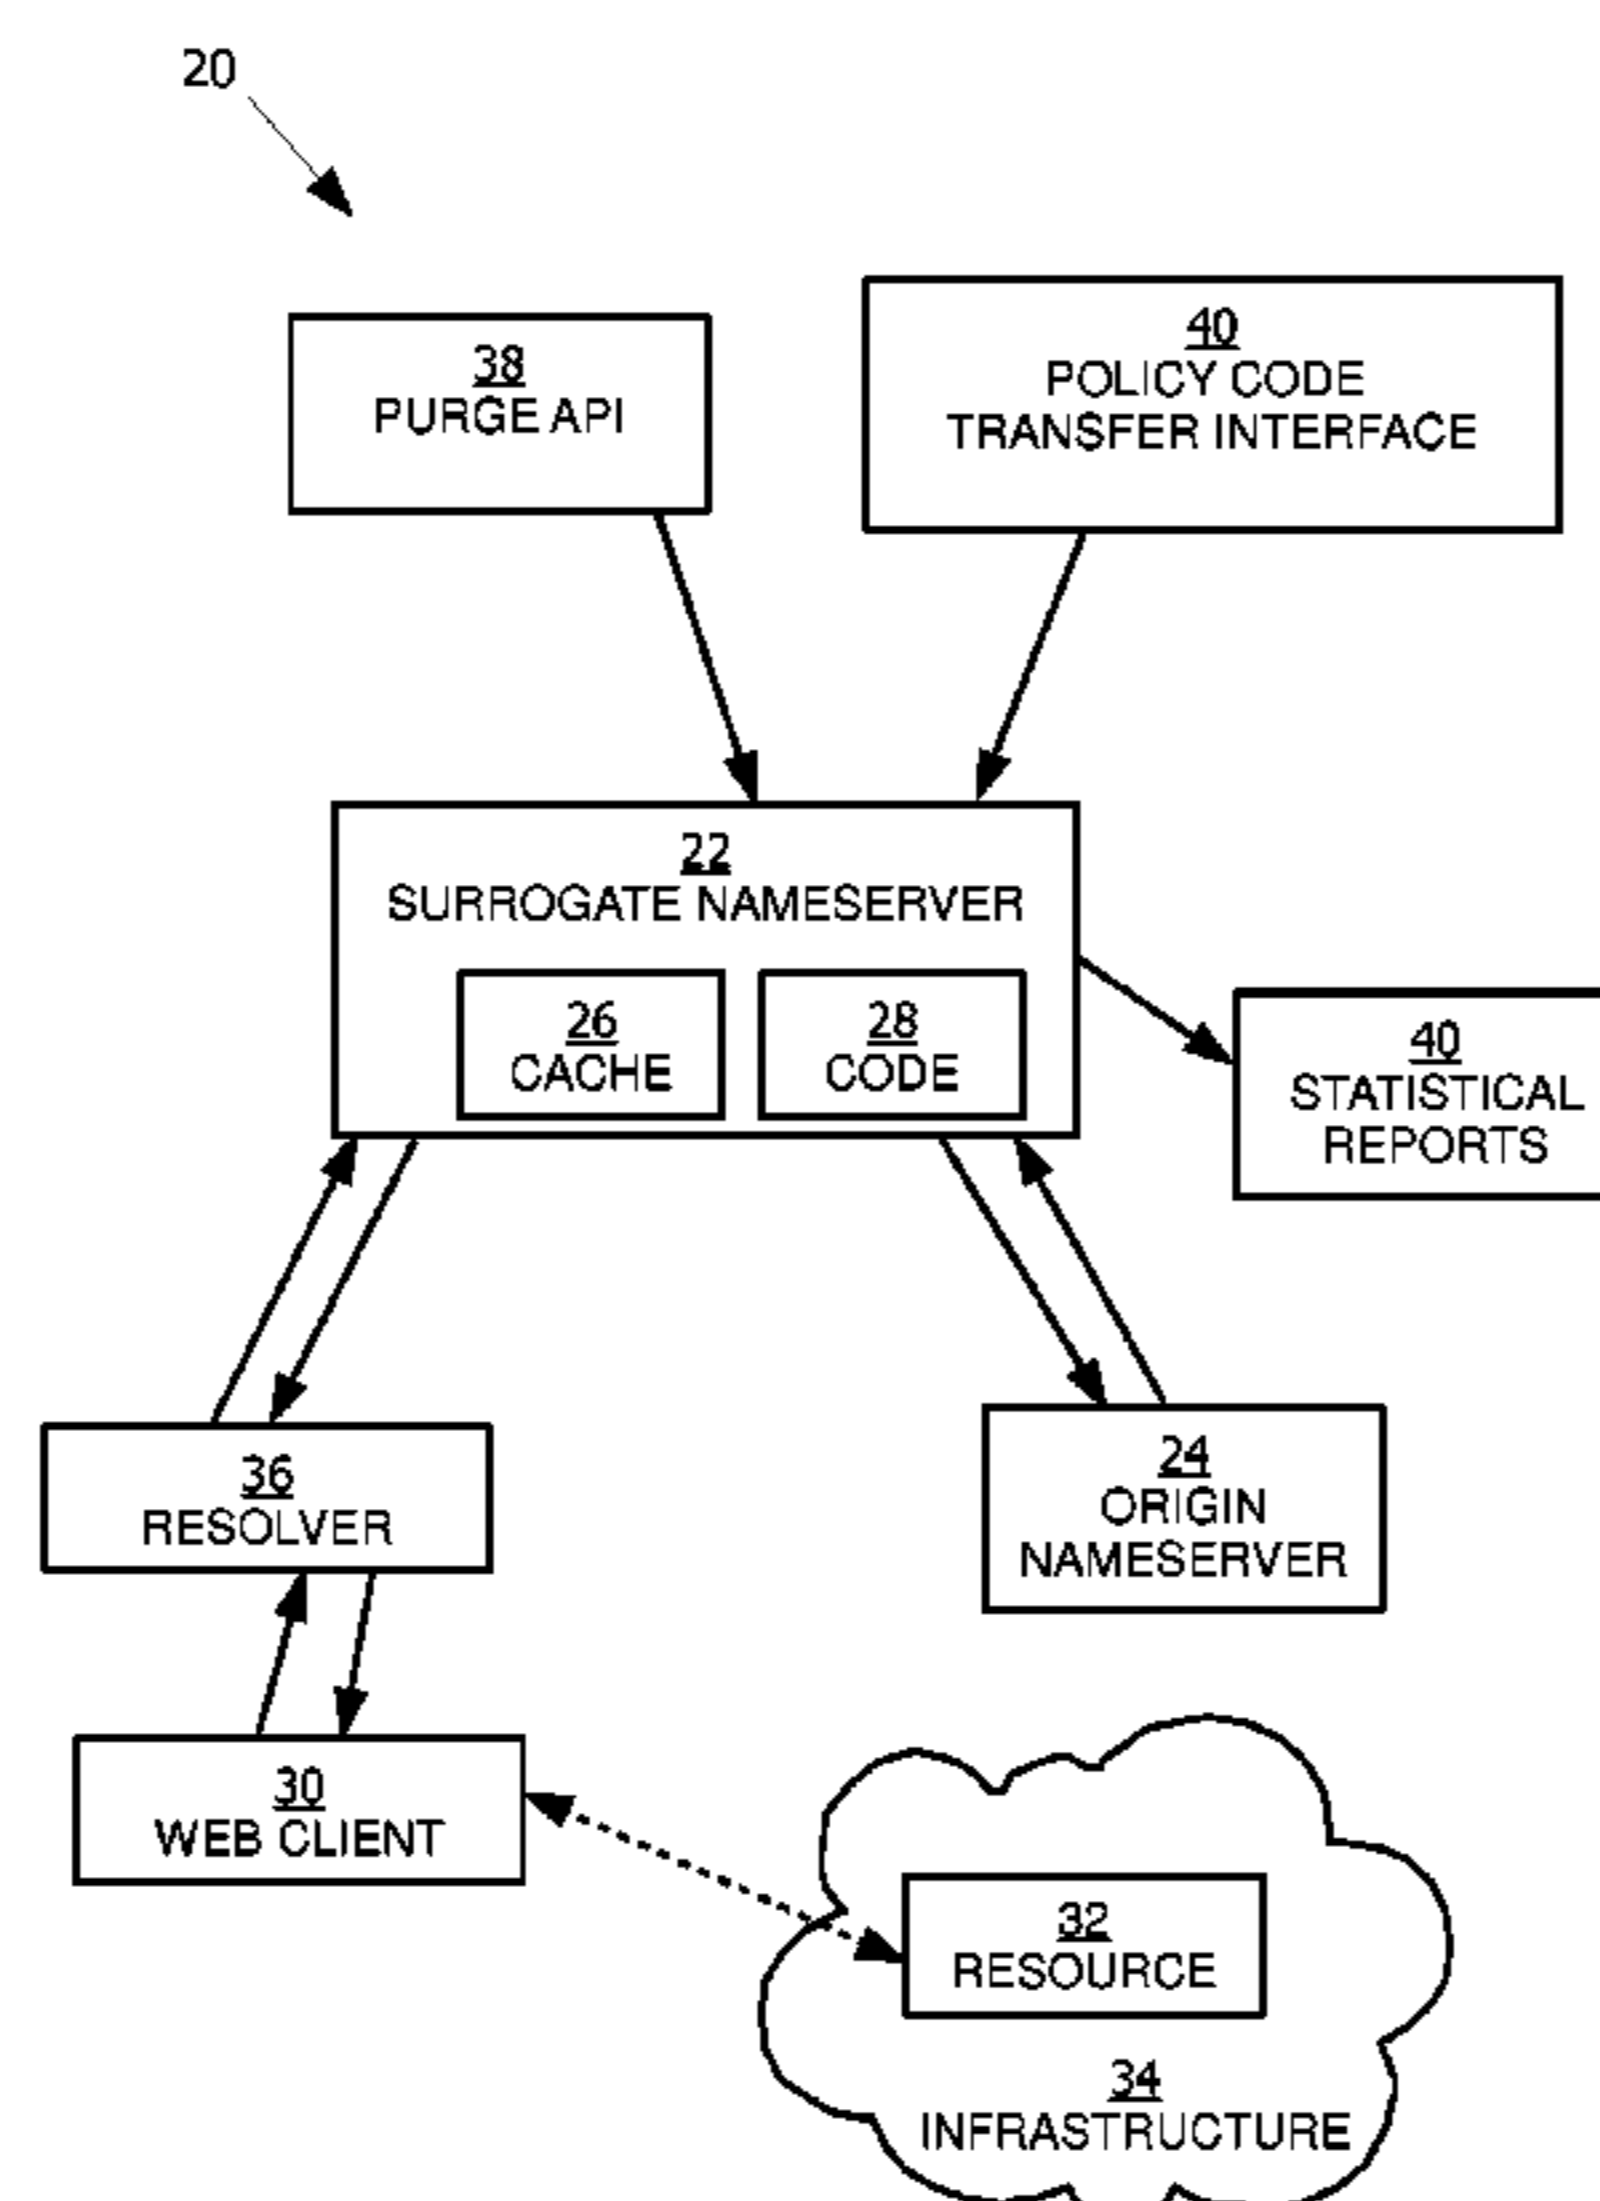 20
38
PURGE API
40
POLICY CODE
TRANSFER INTERFACE
22
SURROGATE NAMESERVER
26
CACHE
28
CODE
40
STATISTICAL
REPORTS
36
RESOLVER
24
ORIGIN
NAMESERVER
30
WEB CLIENT
32
RESOURCE
34
INFRASTRUCTURE